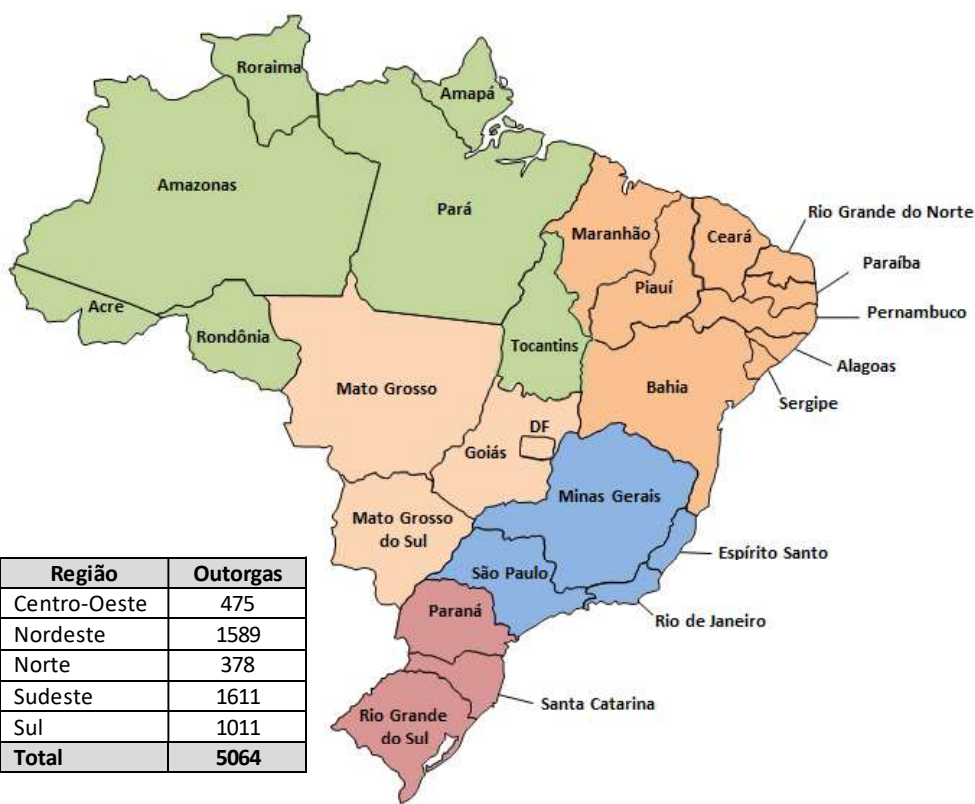 Roraima
Amapá
Amazonas
Pará
Rio Grande do Norte
Maranhão
Ceará
Paraíba
Piauí
Pernambuco
Acre
Rondônia
Tocantins
Alagoas
Mato Grosso
Bahia
Sergipe
DF
Goiás
Minas Gerais
Mato Grosso
do Sul
Espírito Santo
São Paulo
Rio de Janeiro
Paraná
Santa Catarina
Rio Grande
do Sul
Região Outorgas
Centro-Oeste 475
Nordeste 1589
Norte 378
Sudeste 1611
Sul 1011
Total 5064